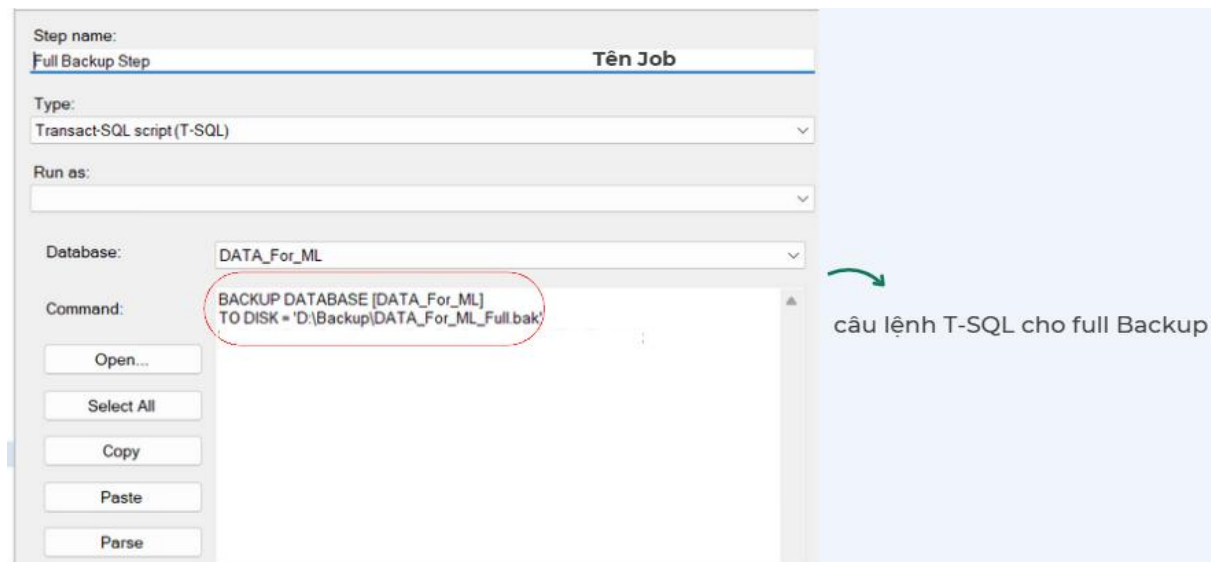 Step name:
Full Backup Step
Tên Job
Type:
Transact-SQL script (T-SQL)
Run as:
Database:
DATA_For_ML
Command:
BACKUP DATABASE [DATA_For_ML]
TO DISK = 'D:\Backup\DATA_For_ML_Full.bak'
;
câu lệnh T-SQL cho full Backup
Open...
Select All
Copy
Paste
Parse